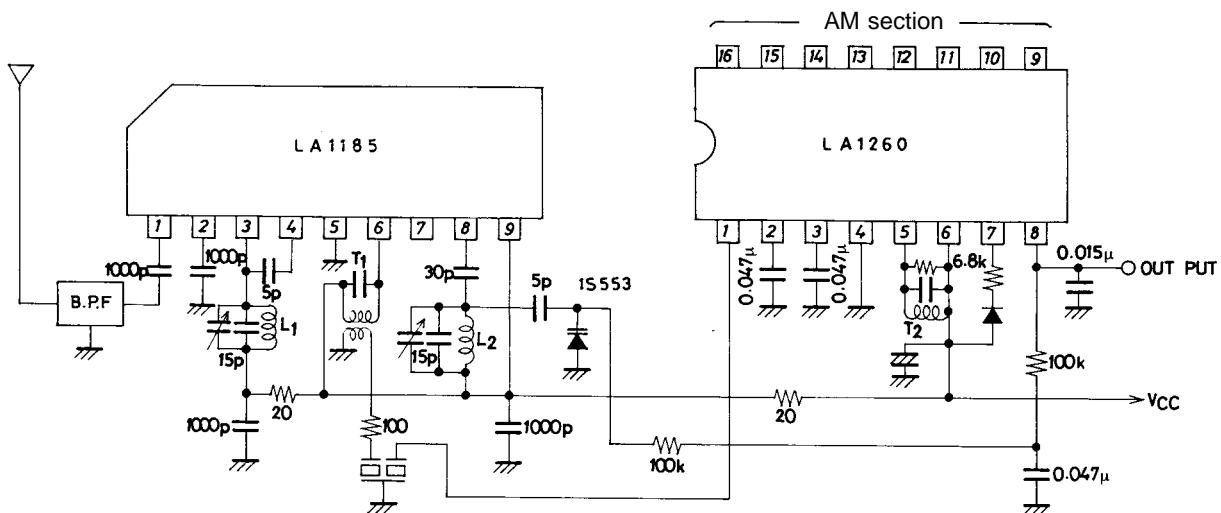 AM section
16 15 14 13 12 11 10 9
LA1185
LA1260
1 2 3 4 5 6 7 8 9
1 2 3 4 5 6 7 8
1000p
1000p
5p
T1
30p
5p
1S553
0.047μ
0.047μ
6.8k
0.015μ
OUT PUT
B.P.F
L1
15p
15p
L2
T2
100k
20
20
VCC
1000p
100
1000p
100k
0.047μ